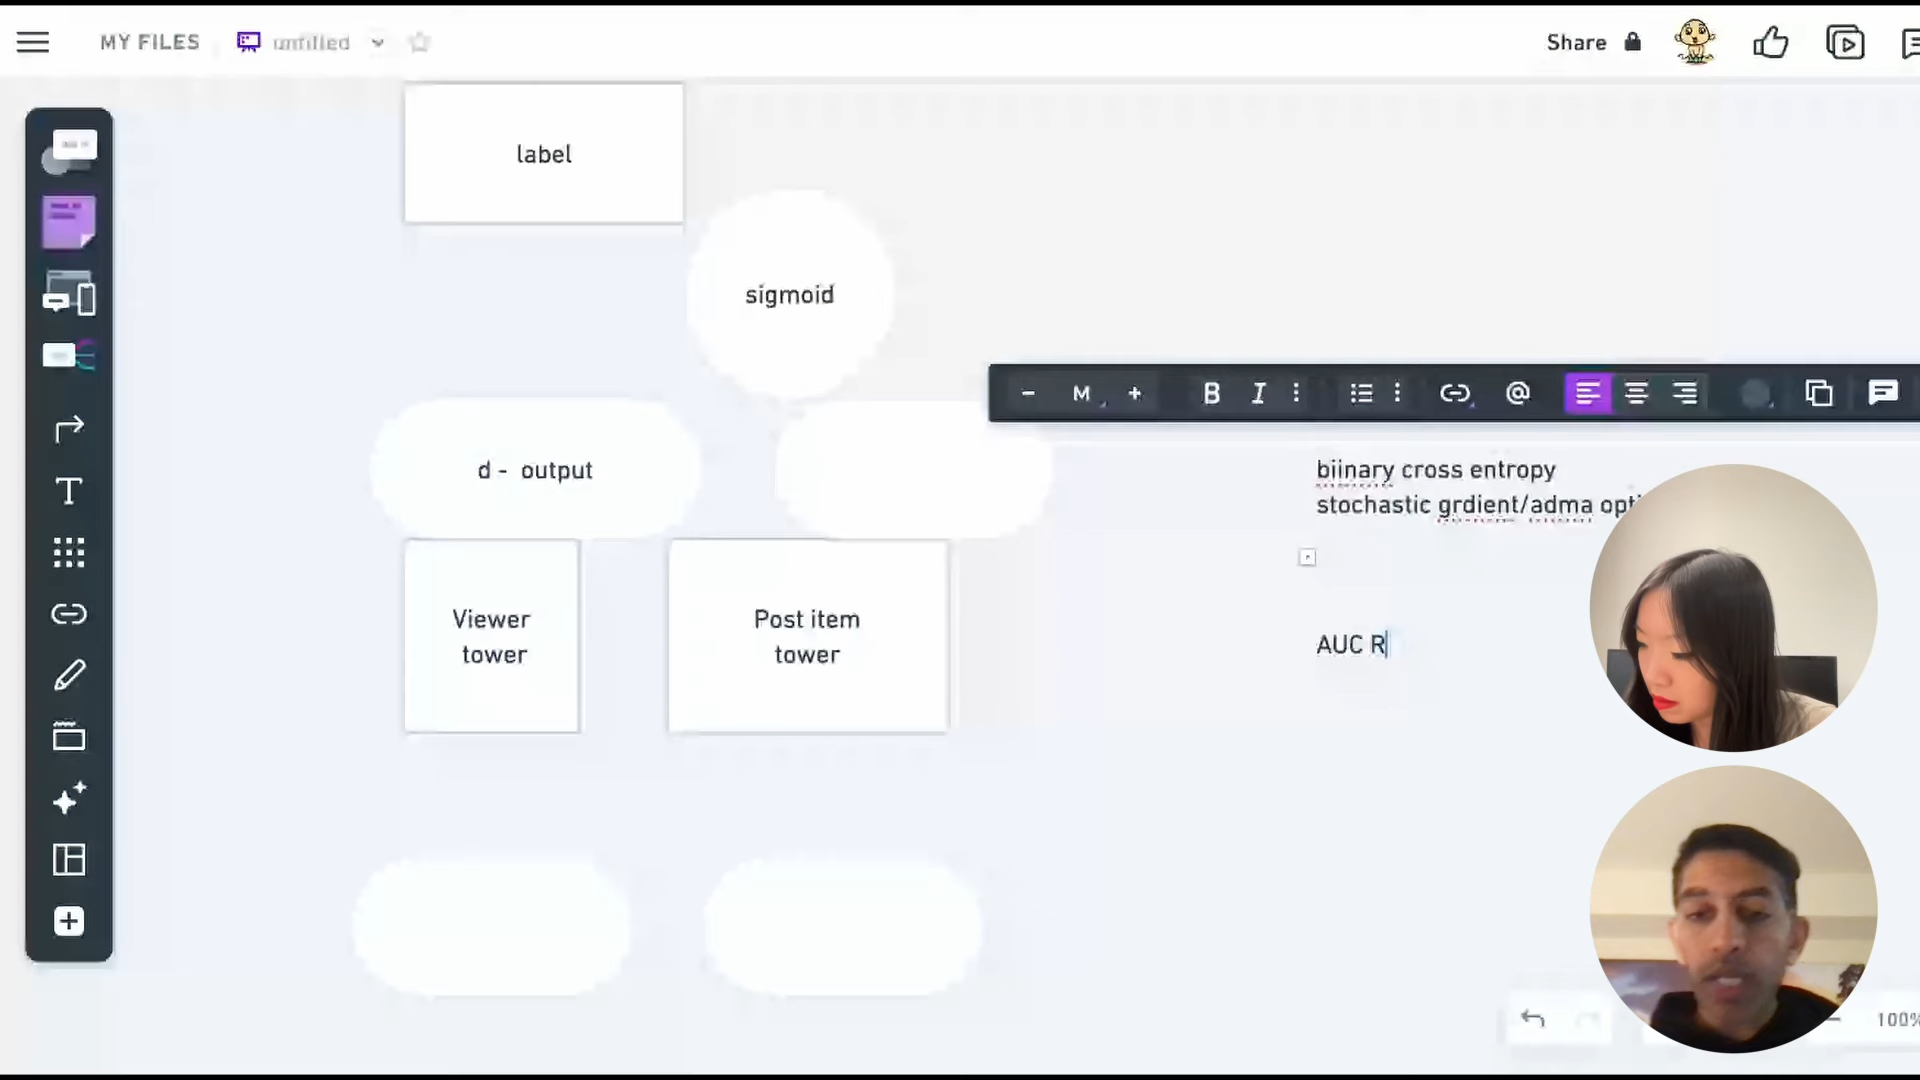 MY FILES
untitled
Share
label
sigmoid
M
B
I
@
d - output
biinary cross entropy
stochastic grdient/adma opti
Viewer
tower
Post item
tower
AUC R
100%